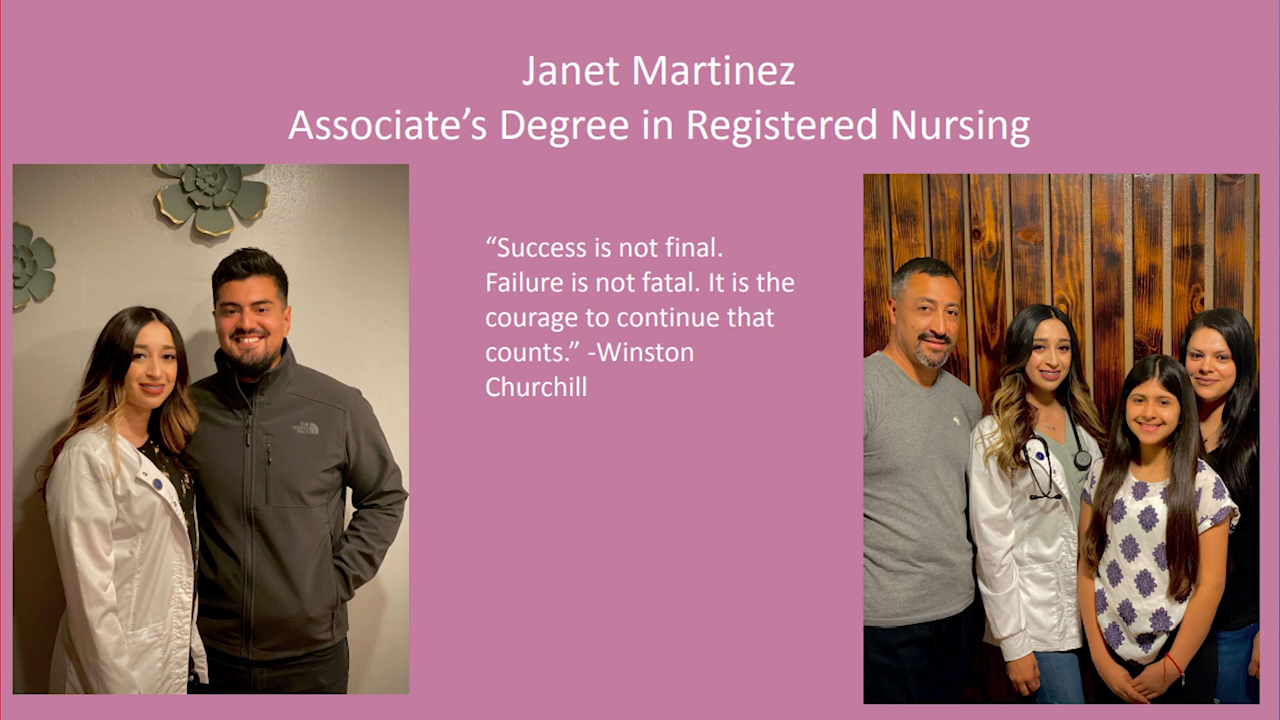 Janet Martinez
Associate’s Degree in Registered Nursing
“Success is not final.
Failure is not fatal. It is the
courage to continue that
counts.” -Winston
Churchill
THE
NORTH
FACE